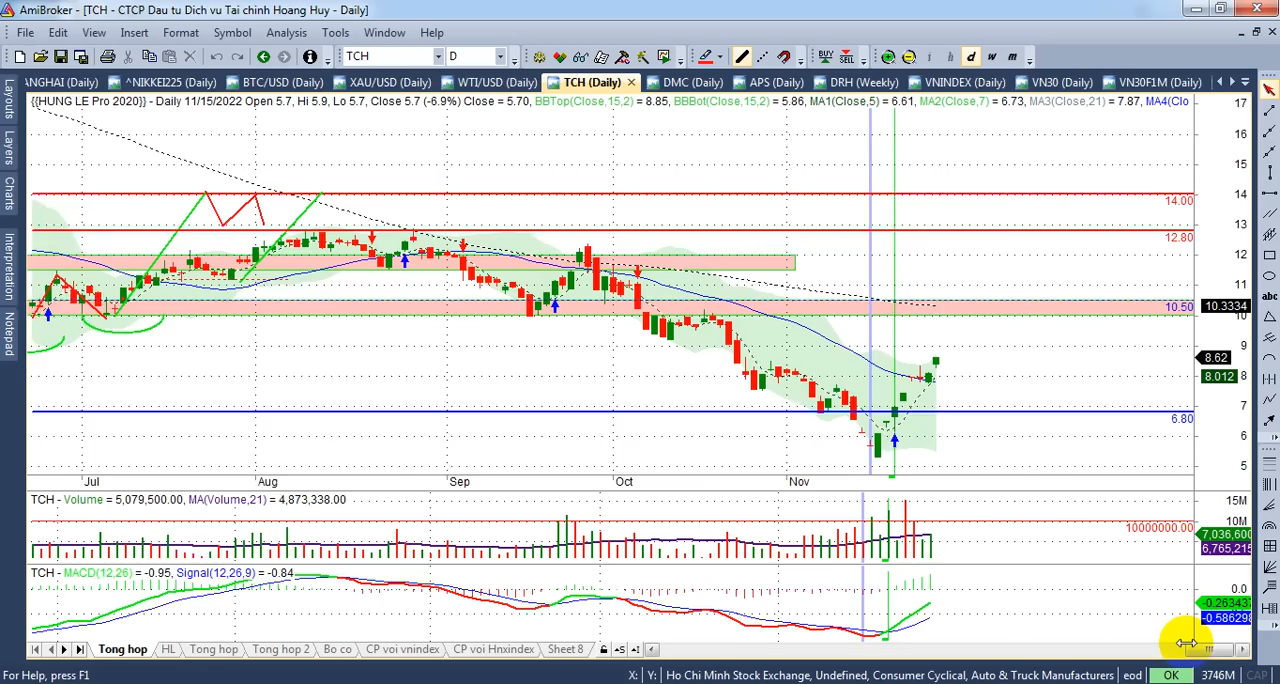 AmiBroker - [TCH - CTCP Dau tu Dich vu Tai chinh Hoang Huy - Daily]
File Edit View Insert Format Symbol Analysis Tools Window Help
TCH D BUY SELL i h d w m
ANGHAI (Daily) ^NIKKEI225 (Daily) BTC/USD (Daily) XAU/USD (Daily) WTI/USD (Daily) TCH (Daily) DMC (Daily) APS (Daily) DRH (Weekly) VNINDEX (Daily) VN30 (Daily) VN30F1M (Daily)
{{HUNG LE Pro 2020}} - Daily 11/15/2022 Open 5.7, Hi 5.9, Lo 5.7, Close 5.7 (-6.9%) Close = 5.70, BBTop(Close,15,2) = 8.85, BBBot(Close,15,2) = 5.86, MA1(Close,5) = 6.61, MA2(Close,7) = 6.73, MA3(Close,21) = 7.87, MA4(Clo
Layouts
Layers
Charts
Interpretation
Notepad
abc
17
16
15
14
14.00
13
12.80
12
11
10.50
10.3334
10
9
8.62
8.012
8
7
6.80
6
5
Jul Aug Sep Oct Nov
TCH - Volume = 5,079,500.00, MA(Volume,21) = 4,873,338.00
15M
10M
10000000.00
7,036,600
6,765,215
TCH - MACD(12,26) = -0.95, Signal(12,26,9) = -0.84
0.0
-0.263437
-0.586298
Tong hop HL Tong hop Tong hop 2 Bo co CP voi vnindex CP voi Hnxindex Sheet 8
For Help, press F1 X: Y: Ho Chi Minh Stock Exchange, Undefined, Consumer Cyclical, Auto & Truck Manufacturers eod OK 3746M CAP